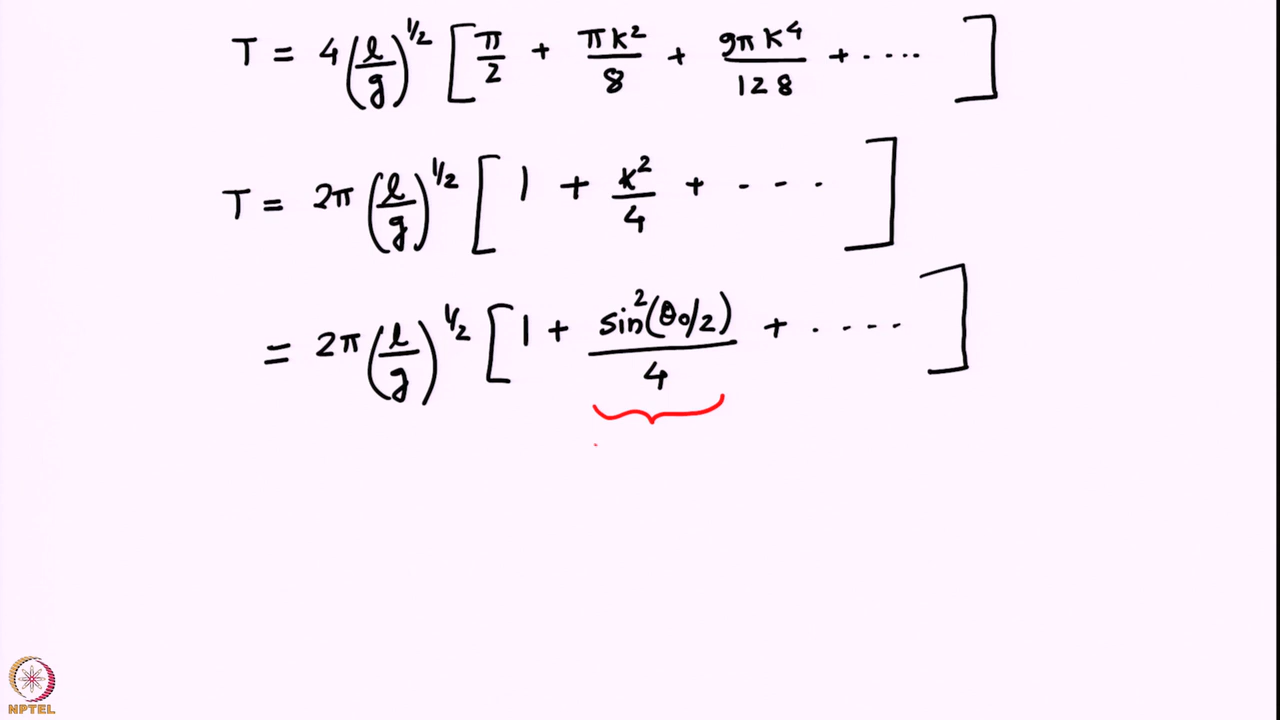 T = 4(l/g)^1/2 [π/2 + πk²/8 + 9πk⁴/128 + ....]
T = 2π(l/g)^1/2 [1 + k²/4 + - - -]
= 2π(l/g)^1/2 [1 + sin²(θ₀/2)/4 + ....]
NPTEL